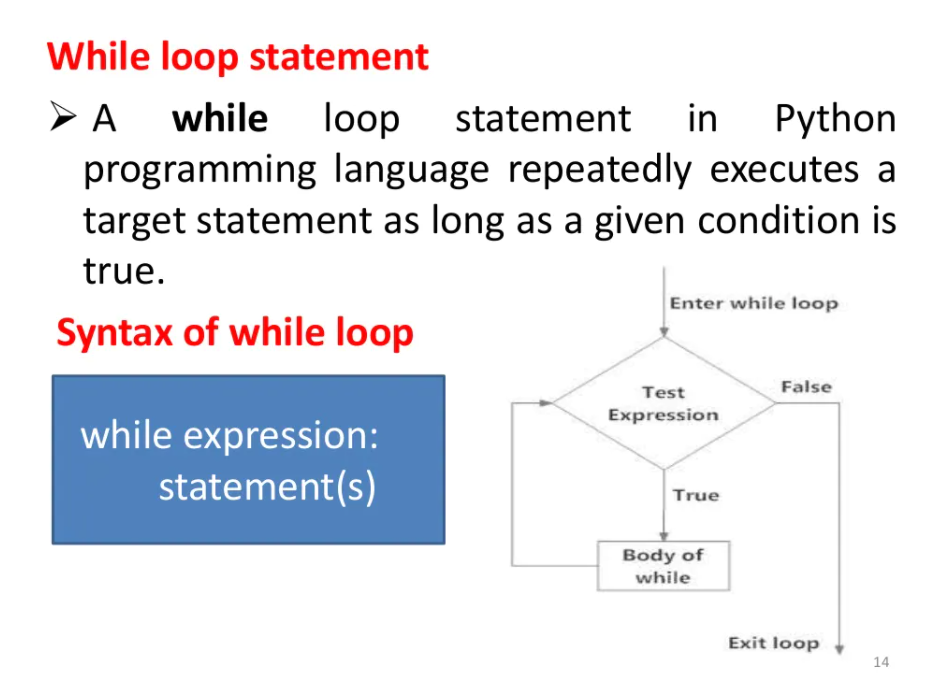 While loop statement
➢ A while loop statement in Python
programming language repeatedly executes a
target statement as long as a given condition is
true.
Syntax of while loop
while expression:
statement(s)
Enter while loop
Test
Expression
False
True
Body of
while
Exit loop
14